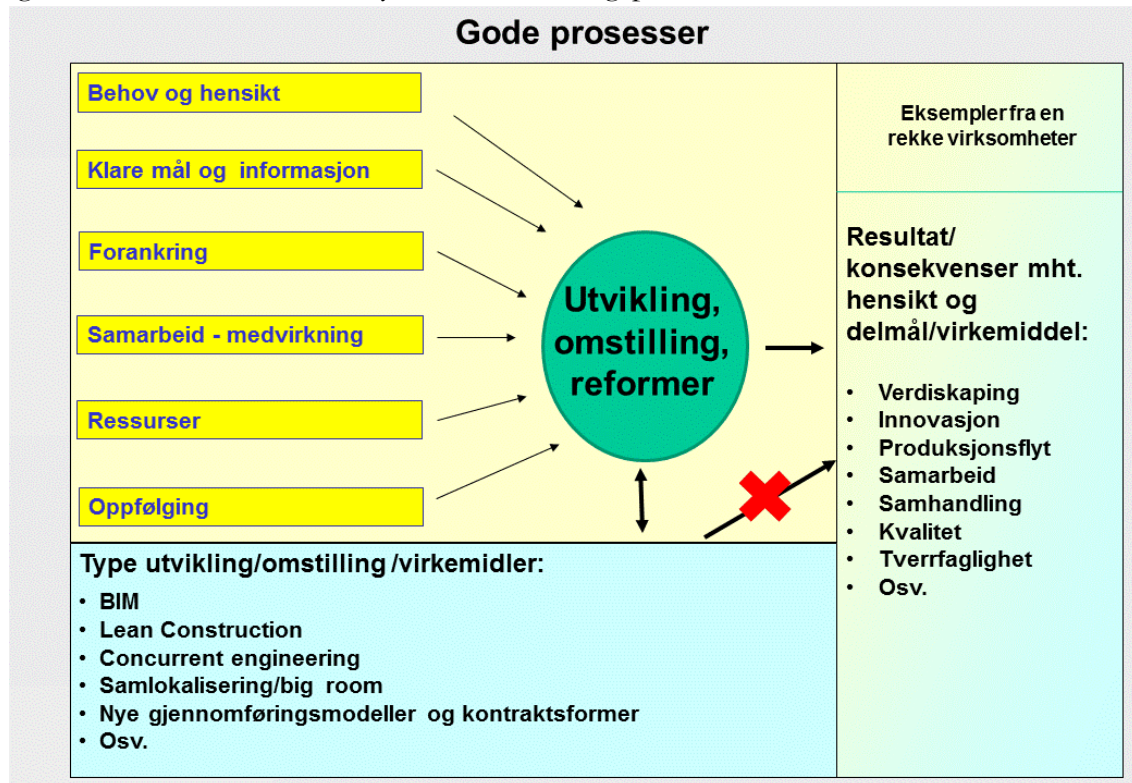 Gode prosesser
Behov og hensikt
Klare mål og informasjon
Forankring
Samarbeid - medvirkning
Ressurser
Oppfølging
Utvikling,
omstilling,
reformer
Eksempler fra en
rekke virksomheter
Resultat/
konsekvenser mht.
hensikt og
delmål/virkemiddel:
• Verdiskaping
• Innovasjon
• Produksjonsflyt
• Samarbeid
• Samhandling
• Kvalitet
• Tverrfaglighet
• Osv.
Type utvikling/omstilling /virkemidler:
• BIM
• Lean Construction
• Concurrent engineering
• Samlokalisering/big room
• Nye gjennomføringsmodeller og kontraktsformer
• Osv.